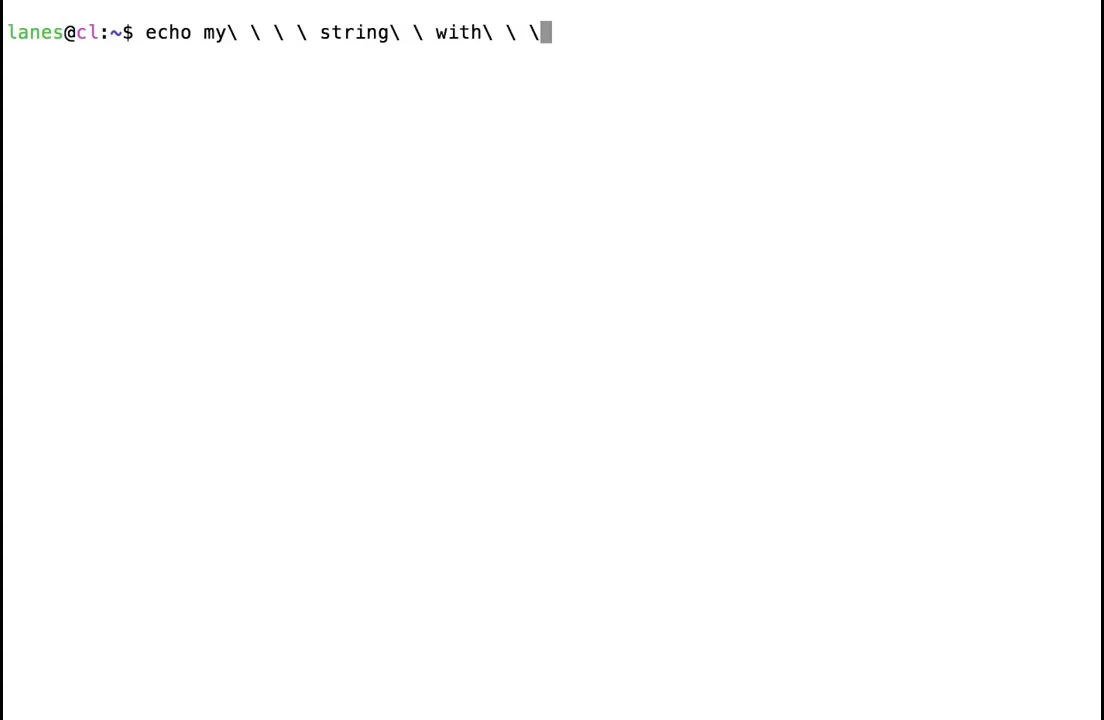 lanes@cl:~$ echo my\ \ \ \ string\ \ with\ \ \